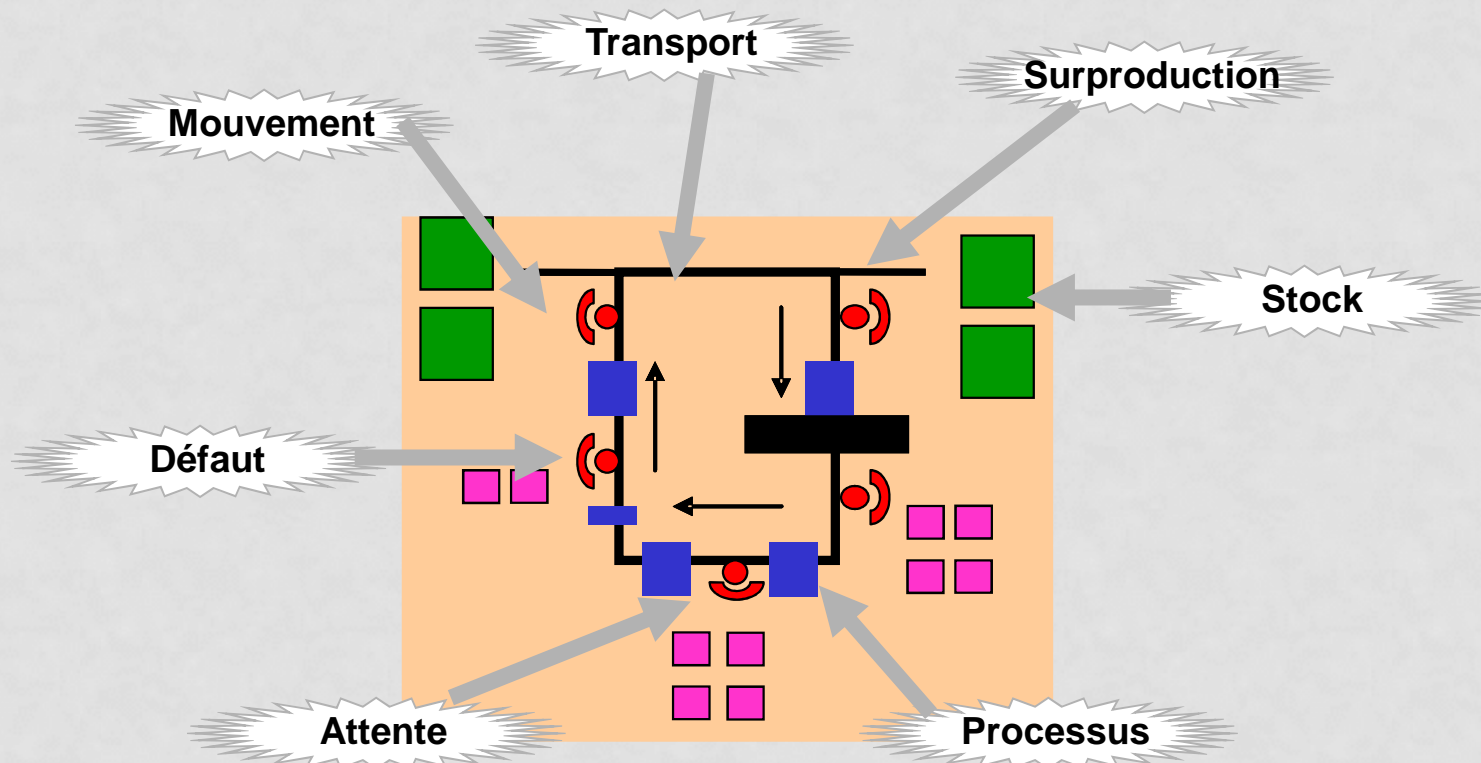 Transport
Surproduction
Mouvement
Stock
Défaut
Attente
Processus